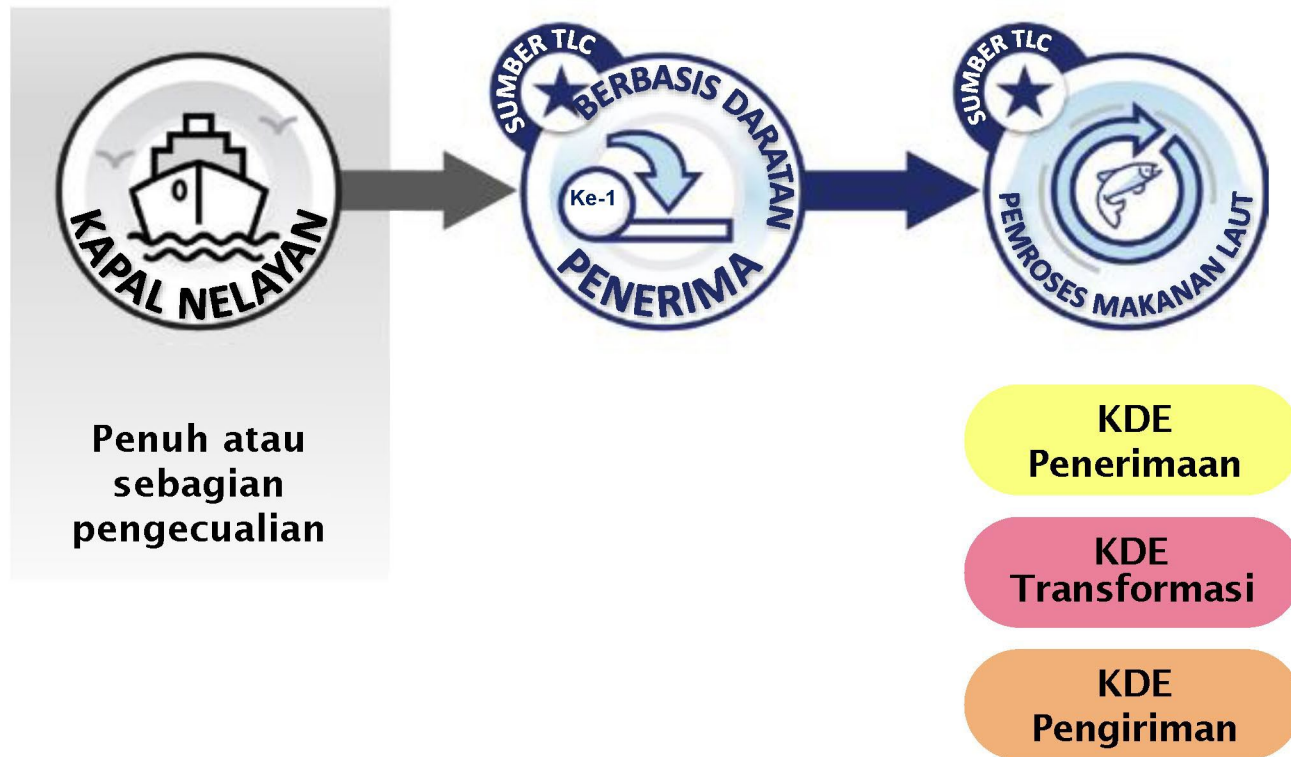 KAPAL NELAYAN
Penuh atau
sebagian
pengecualian
SUMBER TLC
BERBASIS DARATAN
Ke-1
PENERIMA
SUMBER TLC
PEMROSES MAKANAN LAUT
KDE
Penerimaan
KDE
Transformasi
KDE
Pengiriman